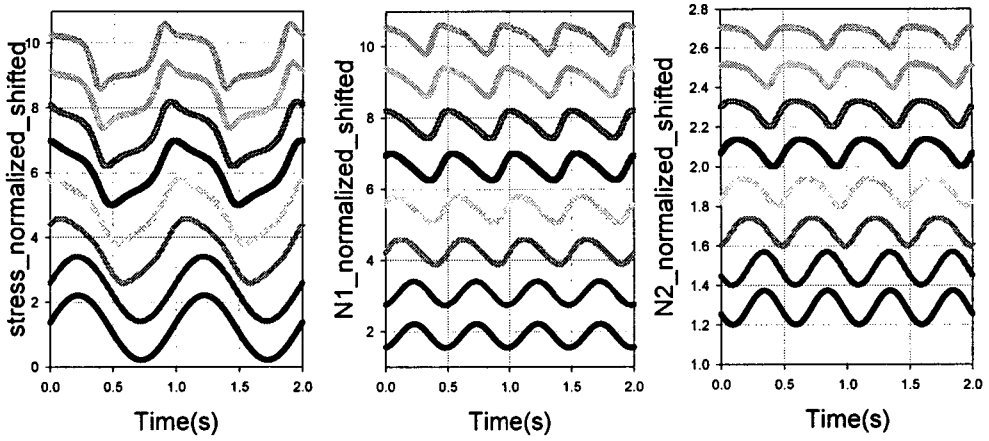 stress_normalized_shifted
10
8
6
4
2
0
0.0 0.5 1.0 1.5 2.0
Time(s)
N1_normalized_shifted
10
8
6
4
2
0.0 0.5 1.0 1.5 2.0
Time(s)
N2_normalized_shifted
2.8
2.6
2.4
2.2
2.0
1.8
1.6
1.4
1.2
1.0
0.0 0.5 1.0 1.5 2.0
Time(s)